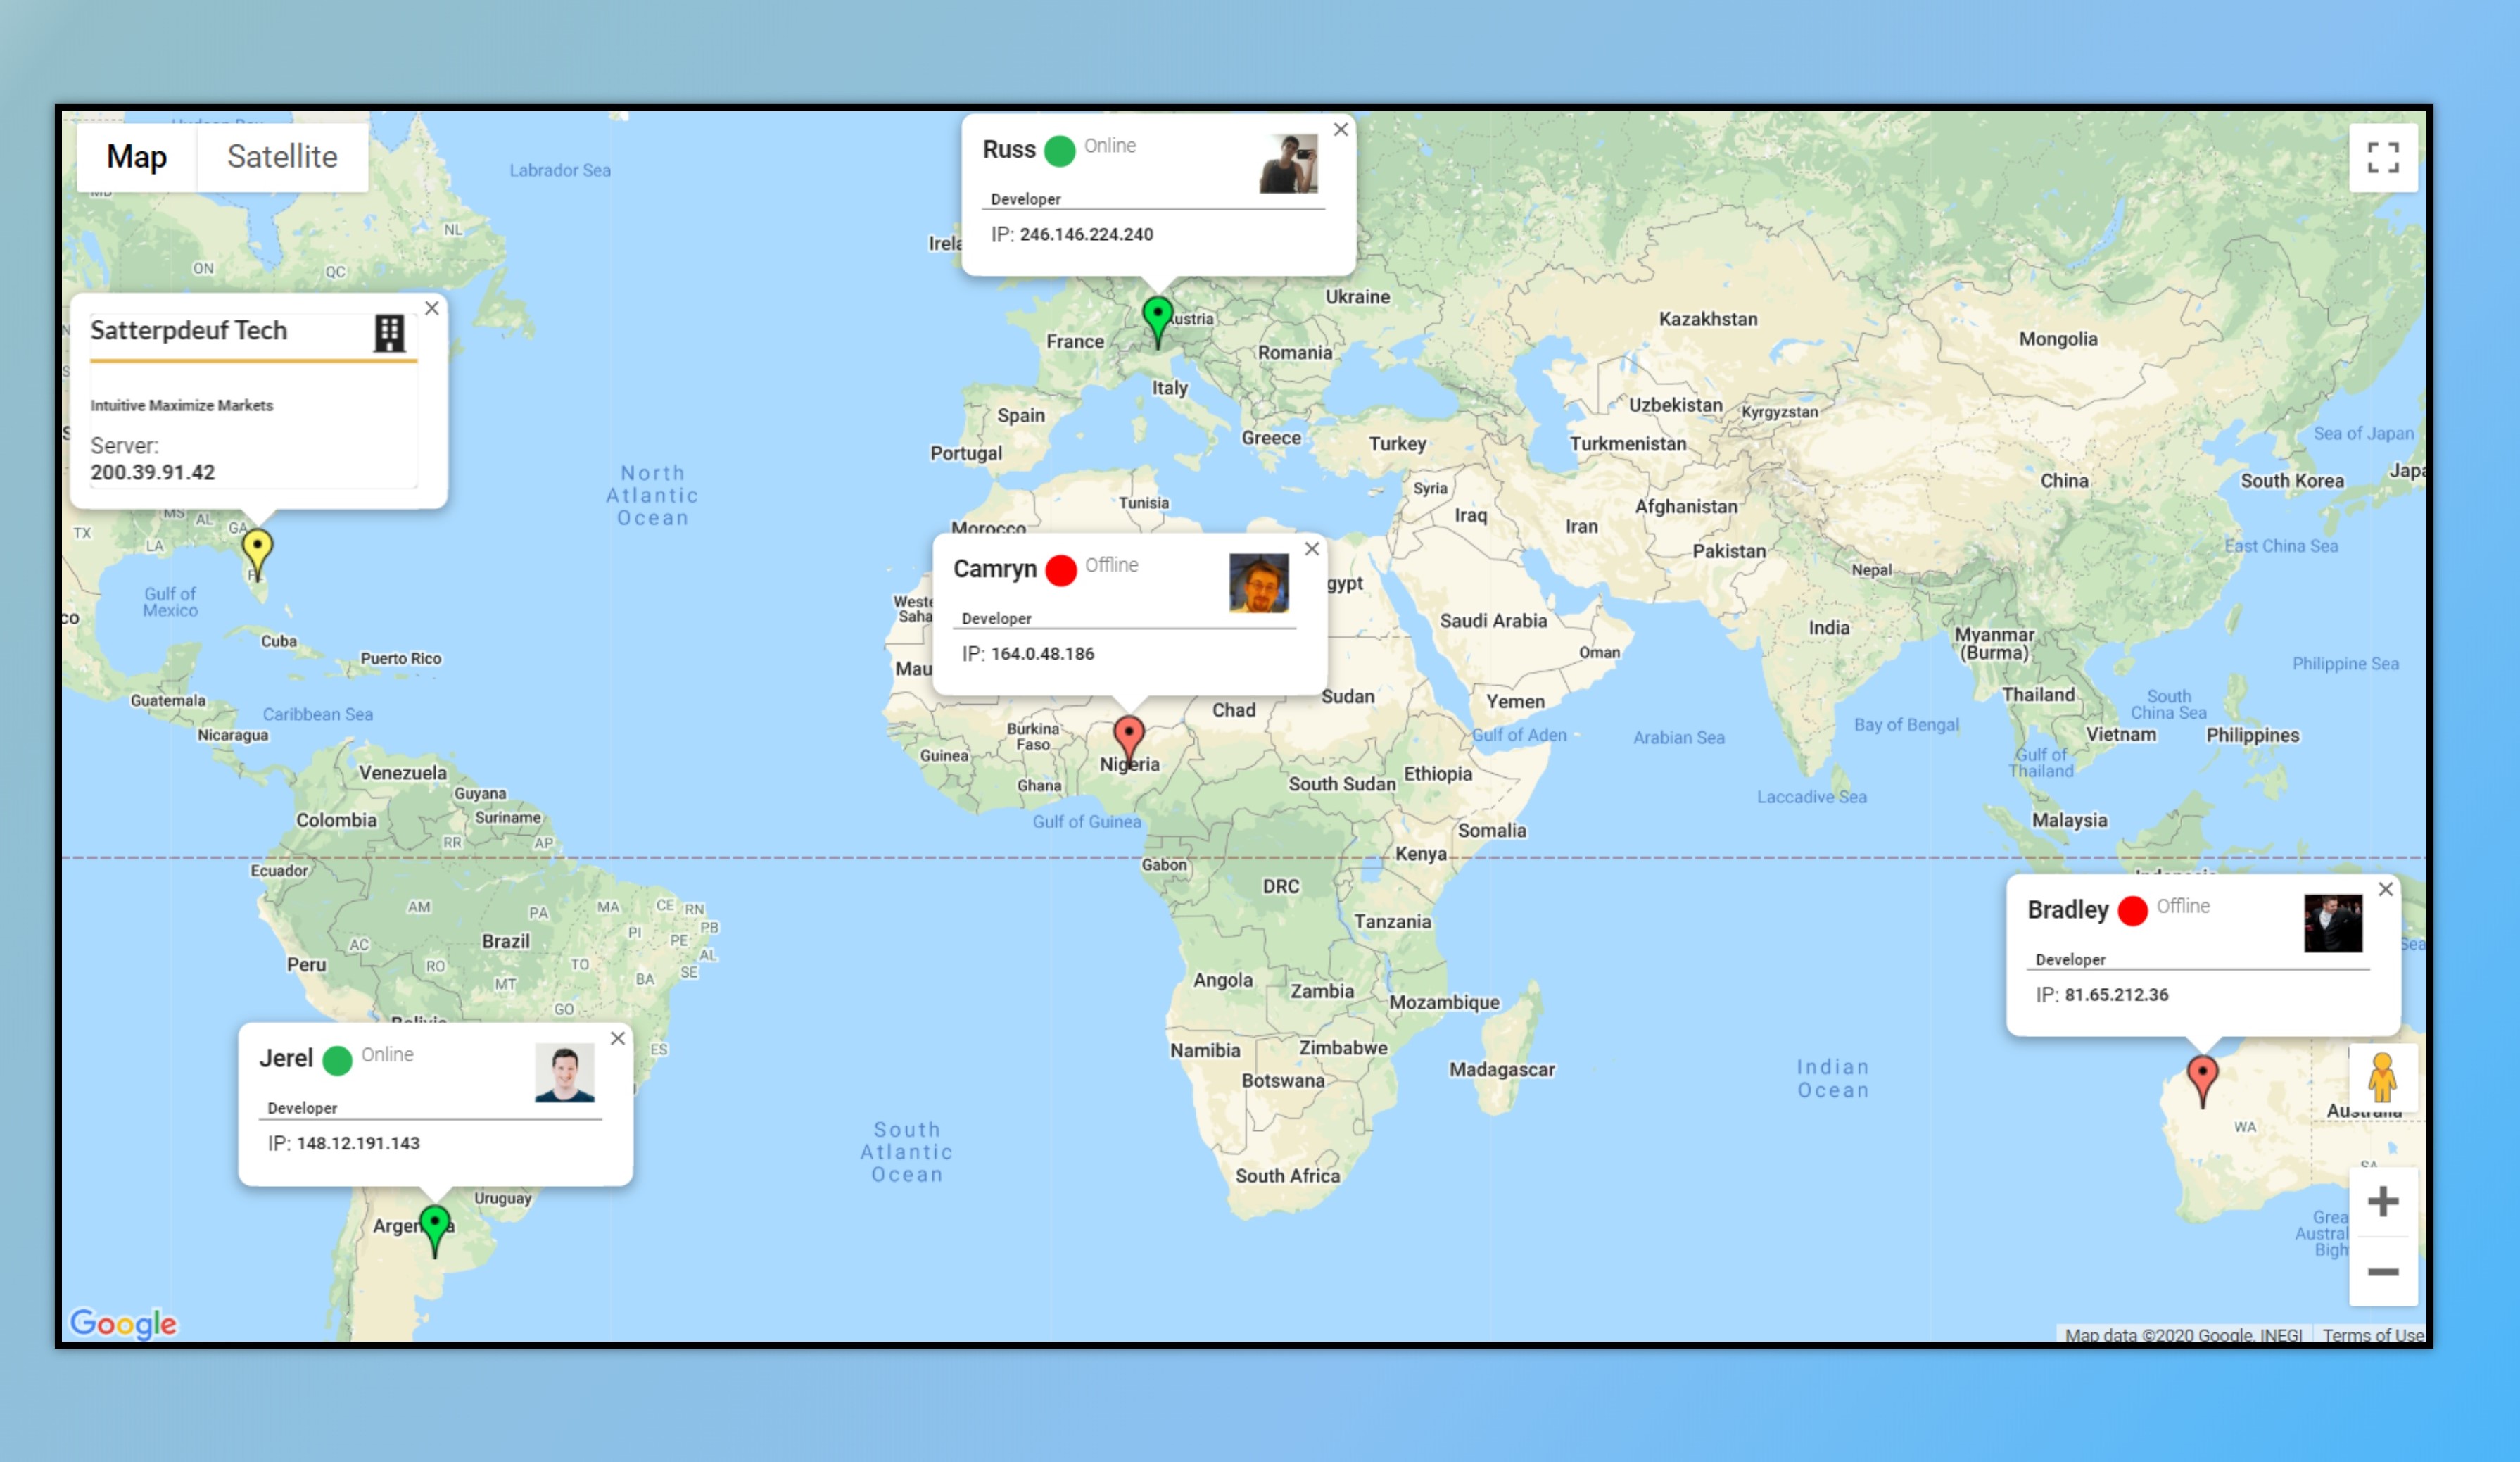 Map
Satellite
Labrador Sea
NL
ON
QC
Russ Online
Developer
IP: 246.146.224.240
Satterpdeuf Tech
Intuitive Maximize Markets
Server:
200.39.91.42
Ukraine
Austria
France
Romania
Italy
Spain
Greece
Portugal
Turkey
Kazakhstan
Mongolia
Uzbekistan
Kyrgyzstan
Turkmenistan
Sea of Japan
North
Atlantic
Ocean
Tunisia
Syria
Iraq
Iran
Afghanistan
Pakistan
China
South Korea
Japa
East China Sea
Morocco
TX
LA
MS
AL
GA
FL
Gulf of
Mexico
Cuba
Puerto Rico
Camryn Offline
Developer
IP: 164.0.48.186
Saudi Arabia
Oman
Nepal
India
Myanmar
(Burma)
Philippine Sea
Guatemala
Caribbean Sea
Nicaragua
Chad
Sudan
Yemen
Gulf of Aden
Arabian Sea
Bay of Bengal
Thailand
South
China Sea
Vietnam
Philippines
Gulf of
Thailand
Burkina
Faso
Guinea
Nigeria
Ghana
Gulf of Guinea
South Sudan
Ethiopia
Laccadive Sea
Malaysia
Venezuela
Guyana
Colombia
Suriname
RR
AP
Somalia
Kenya
Gabon
Ecuador
DRC
Tanzania
AM
PA
MA
CE
RN
PB
PI
PE
AL
SE
AC
Brazil
Peru
RO
TO
BA
MT
GO
ES
Bolivia
Indonesia
Bradley Offline
Developer
IP: 81.65.212.36
Angola
Zambia
Mozambique
Namibia
Zimbabwe
Botswana
Madagascar
Indian
Ocean
Jerel Online
Developer
IP: 148.12.191.143
South
Atlantic
Ocean
South Africa
Australia
WA
SA
Uruguay
Argen
a
Grea
Austral
Bigh
Google
Map data ©2020 Google, INEGI
Terms of Use